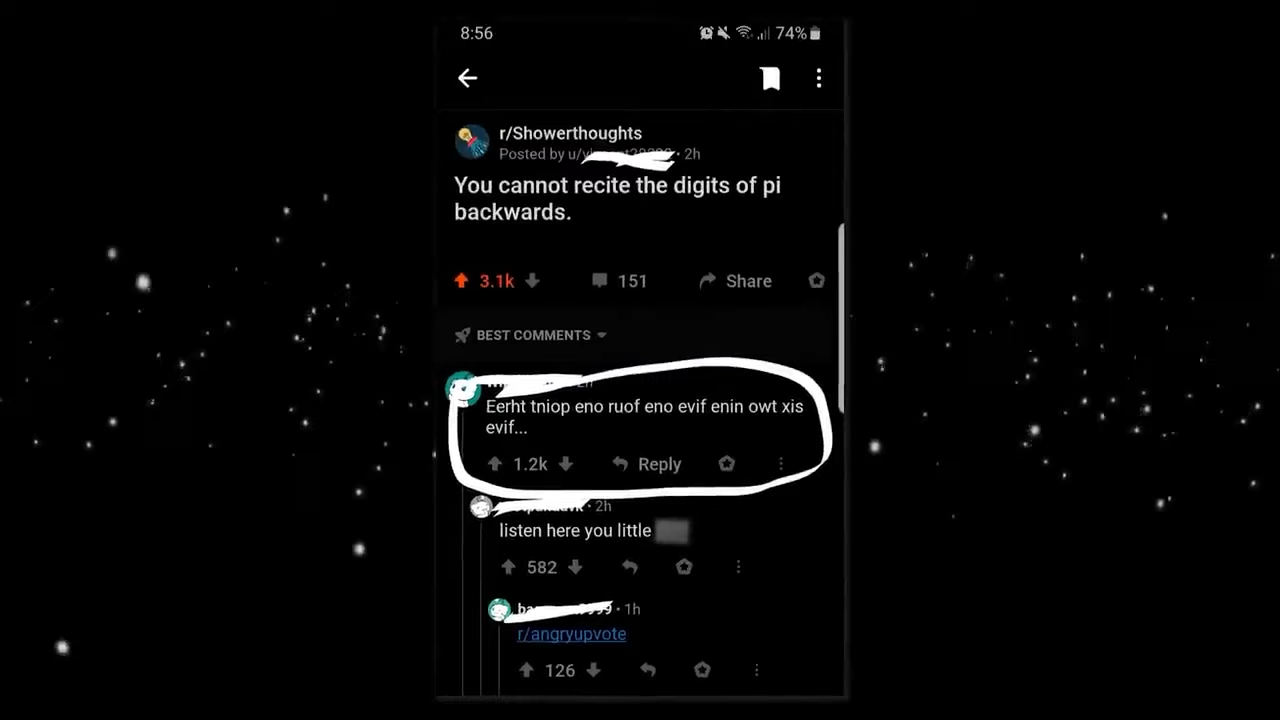 8:56
74%
r/Showerthoughts
Posted by u/ • 2h
You cannot recite the digits of pi
backwards.
3.1k
151
Share
BEST COMMENTS
2h
Eerht tniop eno ruof eno evif enin owt xis
evif...
1.2k
Reply
• 2h
listen here you little
582
• 1h
r/angryupvote
126